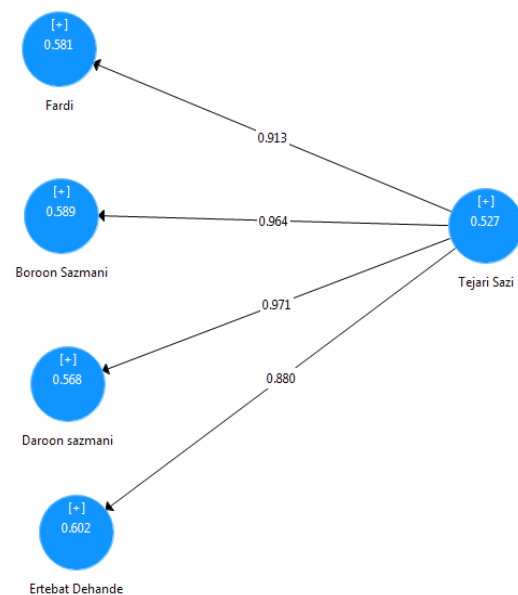 [+]
0.581
Fardi
0.913
[+]
0.589
Boroon Sazmani
0.964
[+]
0.527
Tejari Sazi
0.971
[+]
0.568
Daroon sazmani
0.880
[+]
0.602
Ertebat Dehande